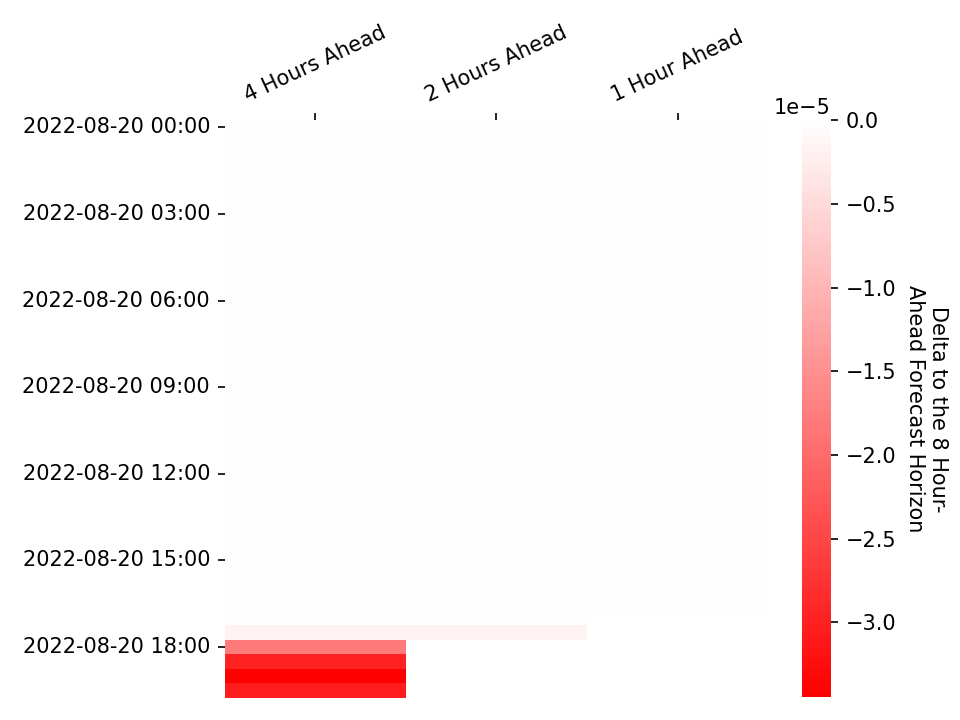 4 Hours Ahead
2 Hours Ahead
1 Hour Ahead
1e−5
2022-08-20 00:00
2022-08-20 03:00
2022-08-20 06:00
2022-08-20 09:00
2022-08-20 12:00
2022-08-20 15:00
2022-08-20 18:00
0.0
−0.5
−1.0
−1.5
−2.0
−2.5
−3.0
Delta to the 8 Hour-
Ahead Forecast Horizon